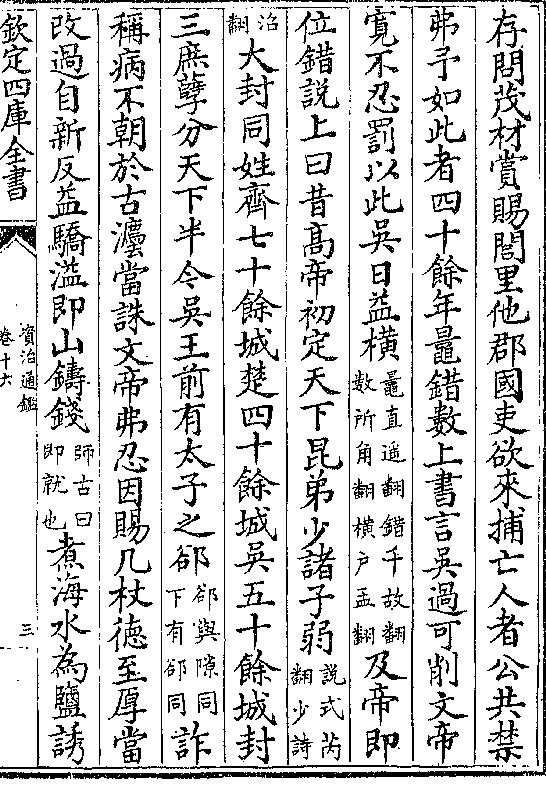 存問茂材賞賜閭里他郡國吏欲來捕亡人者公共禁
弗予如此者四十餘年鼂錯數上書言吳過可削文帝
寛不忍罰以此吳日益横鼂直遥翻錯千故翻數所角翻横戶孟翻及帝即
位錯説上曰昔髙帝初定天下昆弟少諸子弱説式芮翻少詩
沼翻大封同姓齊七十餘城楚四十餘城吳五十餘城封
三庶孽分天下半今吳王前有太子之郤郤與隙同下有郤同詐
稱病不朝於古灋當誅文帝弗忍因賜几杖徳至厚當
改過自新反益驕溢即山鑄錢師古曰即就也煮海水為鹽誘
欽定四庫全書
資治通鑑
卷十六
三